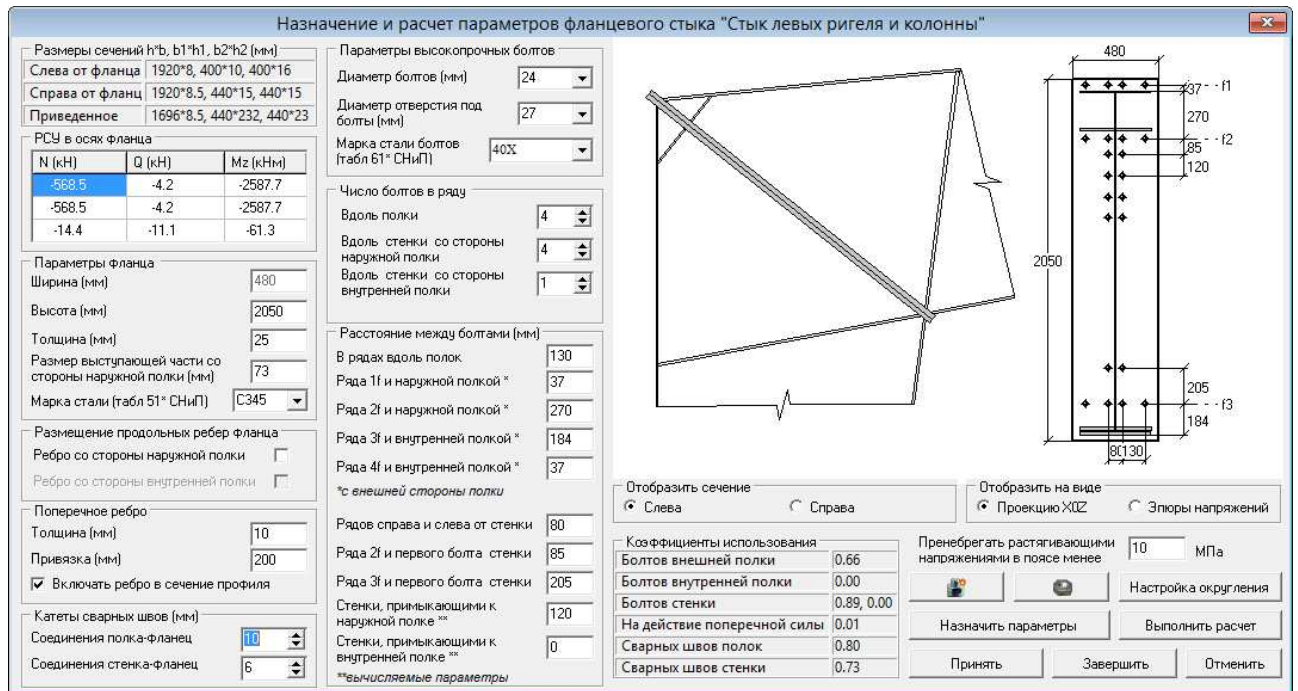 Назначение и расчет параметров фланцевого стыка "Стык левых ригеля и колонны"
Размеры сечений h*b, b1*h1, b2*h2 (мм)
Слева от фланца 1920*8, 400*10, 400*16
Справа от фланц 1920*8.5, 440*15, 440*15
Приведенное 1696*8.5, 440*232, 440*23
РСУ в осях фланца
N (кН) Q (кН) Mz (кНм)
-568.5 -4.2 -2587.7
-568.5 -4.2 -2587.7
-14.4 -11.1 -61.3
Параметры фланца
Ширина (мм) 480
Высота (мм) 2050
Толщина (мм) 25
Размер выступающей части со
стороны наружной полки (мм) 73
Марка стали (табл 51* СНиП) С345
Размещение продольных ребер фланца
Ребро со стороны наружной полки
Ребро со стороны внутренней полки
Поперечное ребро
Толщина (мм) 10
Привязка (мм) 200
Включать ребро в сечение профиля
Катеты сварных швов (мм)
Соединения полка-фланец 10
Соединения стенка-фланец 6
Параметры высокопрочных болтов
Диаметр болтов (мм) 24
Диаметр отверстия под
болты (мм) 27
Марка стали болтов
(табл 61* СНиП) 40Х
Число болтов в ряду
Вдоль полки 4
Вдоль стенки со стороны
наружной полки 4
Вдоль стенки со стороны
внутренней полки 1
Расстояние между болтами (мм)
В рядах вдоль полок 130
Ряда 1f и наружной полкой * 37
Ряда 2f и наружной полкой * 270
Ряда 3f и внутренней полкой * 184
Ряда 4f и внутренней полкой * 37
*с внешней стороны полки
Рядов справа и слева от стенки 80
Ряда 2f и первого болта стенки 85
Ряда 3f и первого болта стенки 205
Стенки, примыкающими к
наружной полке ** 120
Стенки, примыкающими к
внутренней полке ** 0
**вычисляемые параметры
480
37 f1
270
f2
85
120
2050
205
f3
184
80 130
Отобразить сечение
Слева Справа
Отобразить на виде
Проекцию X0Z Эпюры напряжений
Коэффициенты использования
Болтов внешней полки 0.66
Болтов внутренней полки 0.00
Болтов стенки 0.89, 0.00
На действие поперечной силы 0.01
Сварных швов полок 0.80
Сварных швов стенки 0.73
Пренебрегать растягивающими
напряжениями в поясе менее 10 МПа
Настройка округления
Назначить параметры Выполнить расчет
Принять Завершить Отменить